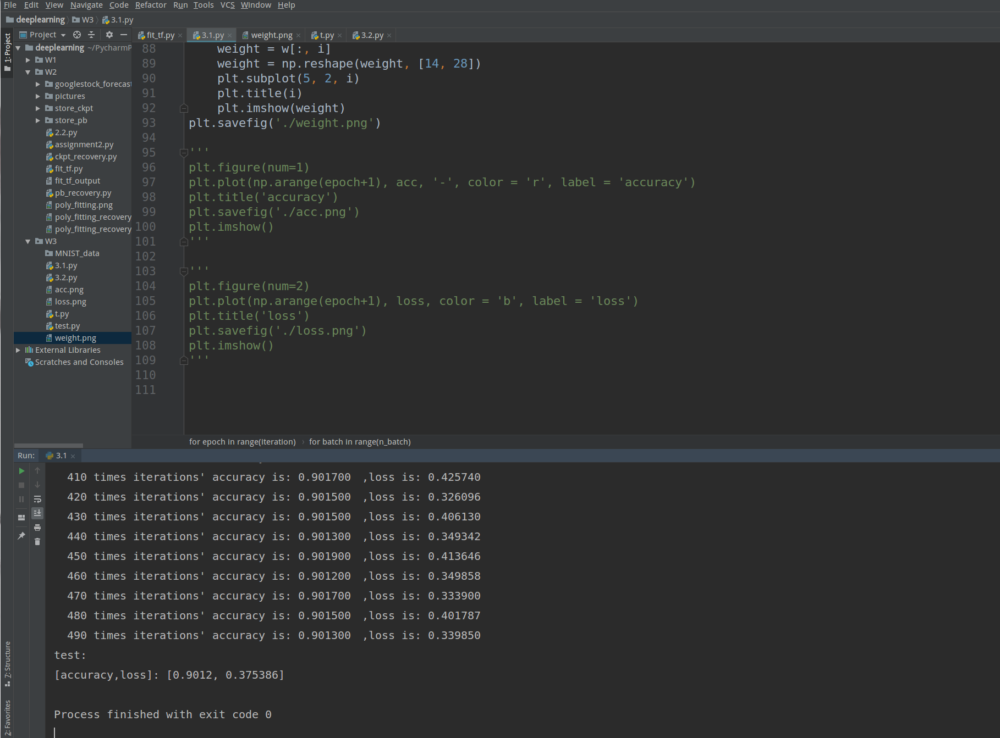 File Edit View Navigate Code Refactor Run Tools VCS Window Help
deeplearning W3 3.1.py
1: Project
Project
fit_tf.py 3.1.py weight.png t.py 3.2.py
deeplearning ~/PycharmP
W1
W2
googlestock_forecast
pictures
store_ckpt
store_pb
2.2.py
assignment2.py
ckpt_recovery.py
fit_tf.py
fit_tf_output
pb_recovery.py
poly_fitting.png
poly_fitting_recovery
poly_fitting_recovery
W3
MNIST_data
3.1.py
3.2.py
acc.png
loss.png
t.py
test.py
weight.png
External Libraries
Scratches and Consoles
88 weight = w[:, i]
89 weight = np.reshape(weight, [14, 28])
90 plt.subplot(5, 2, i)
91 plt.title(i)
92 plt.imshow(weight)
93 plt.savefig('./weight.png')
94
95 '''
96 plt.figure(num=1)
97 plt.plot(np.arange(epoch+1), acc, '-', color = 'r', label = 'accuracy')
98 plt.title('accuracy')
99 plt.savefig('./acc.png')
100 plt.imshow()
101 '''
102
103 '''
104 plt.figure(num=2)
105 plt.plot(np.arange(epoch+1), loss, color = 'b', label = 'loss')
106 plt.title('loss')
107 plt.savefig('./loss.png')
108 plt.imshow()
109 '''
110
111
for epoch in range(iteration) › for batch in range(n_batch)
Run: 3.1
410 times iterations' accuracy is: 0.901700 ,loss is: 0.425740
420 times iterations' accuracy is: 0.901500 ,loss is: 0.326096
430 times iterations' accuracy is: 0.901500 ,loss is: 0.406130
440 times iterations' accuracy is: 0.901300 ,loss is: 0.349342
450 times iterations' accuracy is: 0.901900 ,loss is: 0.413646
460 times iterations' accuracy is: 0.901200 ,loss is: 0.349858
470 times iterations' accuracy is: 0.901700 ,loss is: 0.333900
480 times iterations' accuracy is: 0.901500 ,loss is: 0.401787
490 times iterations' accuracy is: 0.901300 ,loss is: 0.339850
test:
[accuracy,loss]: [0.9012, 0.375386]
Process finished with exit code 0
7: Structure
2: Favorites